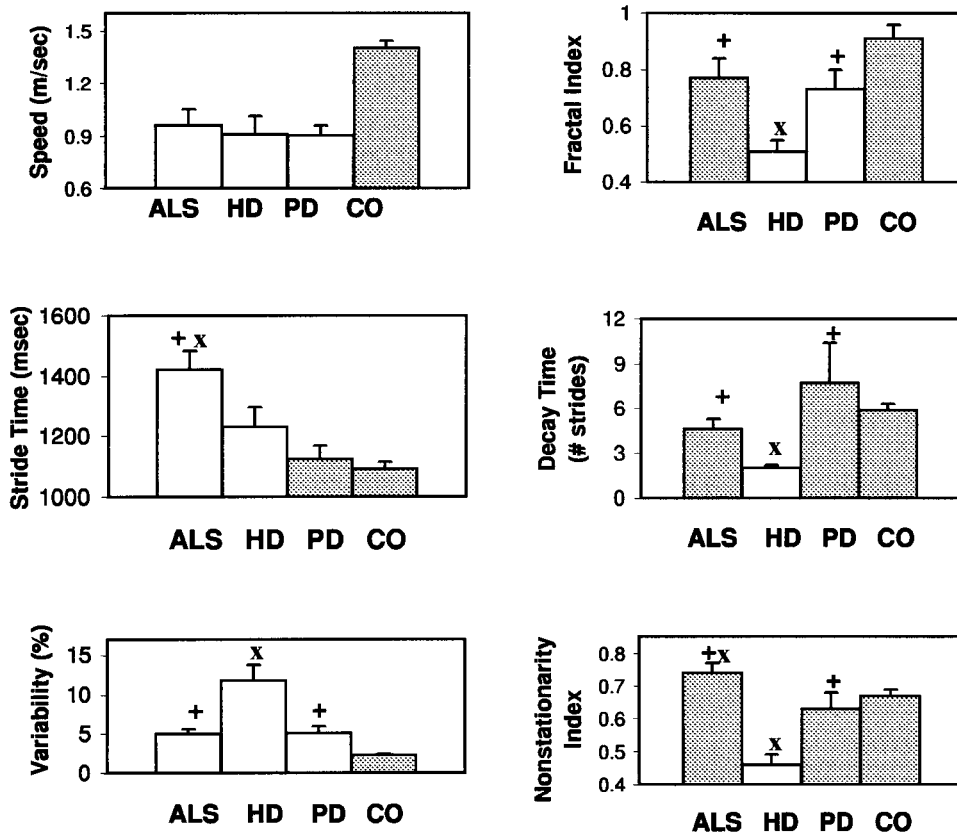 Speed (m/sec)
1.5
1.2
0.9
0.6
ALS HD PD CO
Fractal Index
1
0.8
0.6
0.4
+ x +
ALS HD PD CO
Stride Time (msec)
1600
1400
1200
1000
+ x
ALS HD PD CO
Decay Time
(# strides)
12
9
6
3
0
+ x +
ALS HD PD CO
Variability (%)
15
10
5
0
+ x +
ALS HD PD CO
Nonstationarity
Index
0.8
0.7
0.6
0.5
0.4
+x x +
ALS HD PD CO